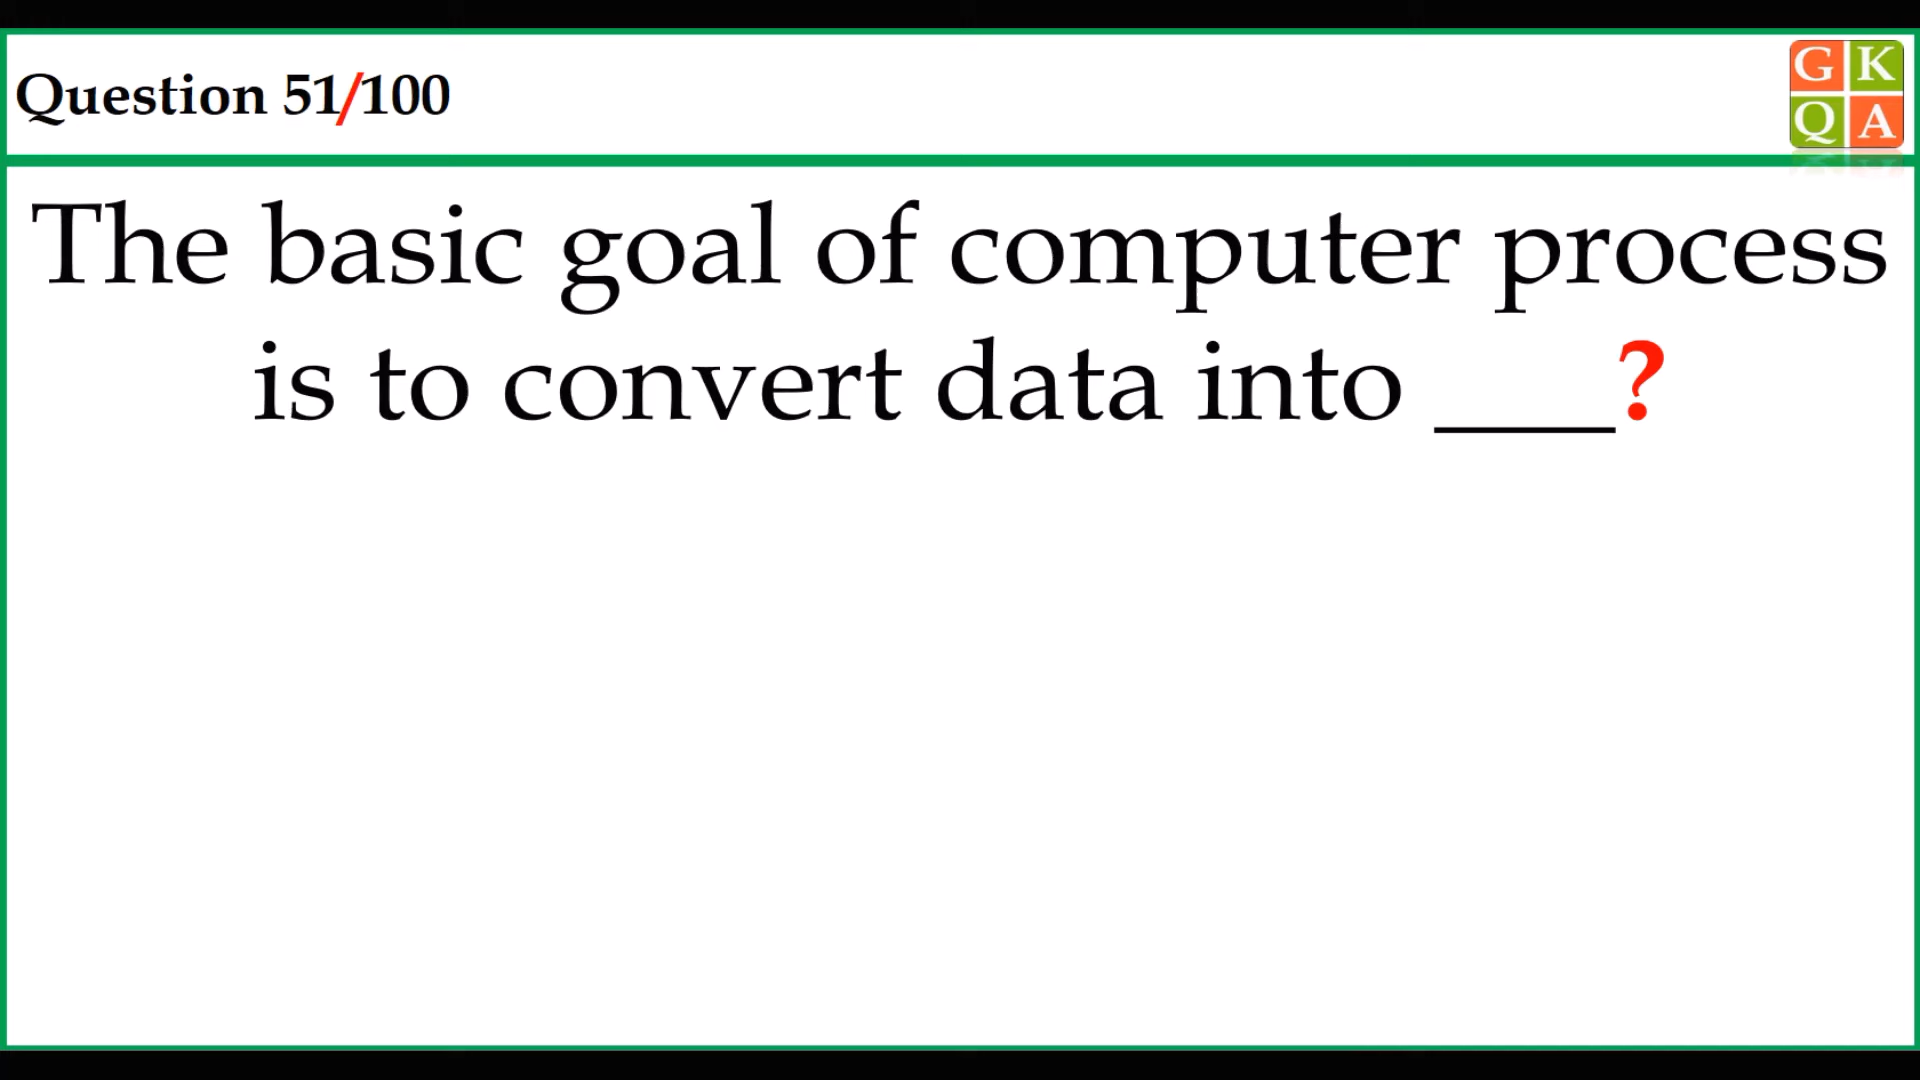 Question 51/100
G K
Q A
The basic goal of computer process
is to convert data into ____?